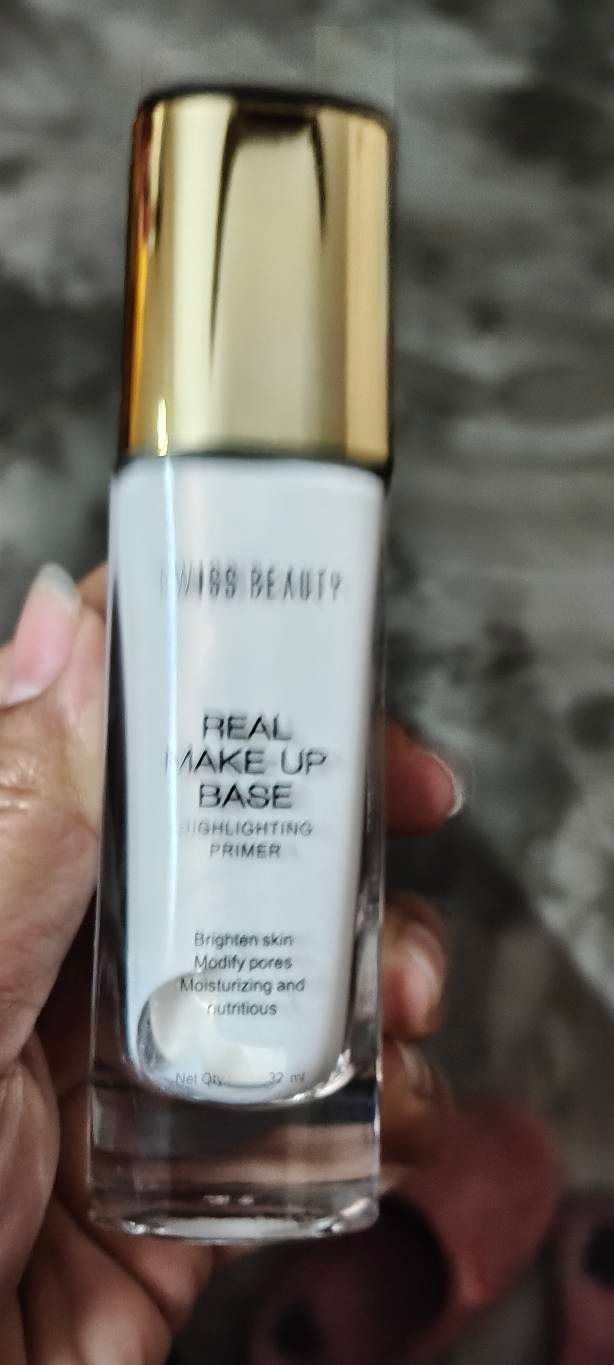 SWISS BEAUTY
REAL
MAKE-UP
BASE
HIGHLIGHTING
PRIMER
Brighten skin
Modify pores
Moisturizing and
nutritious
Net Qty 32 ml